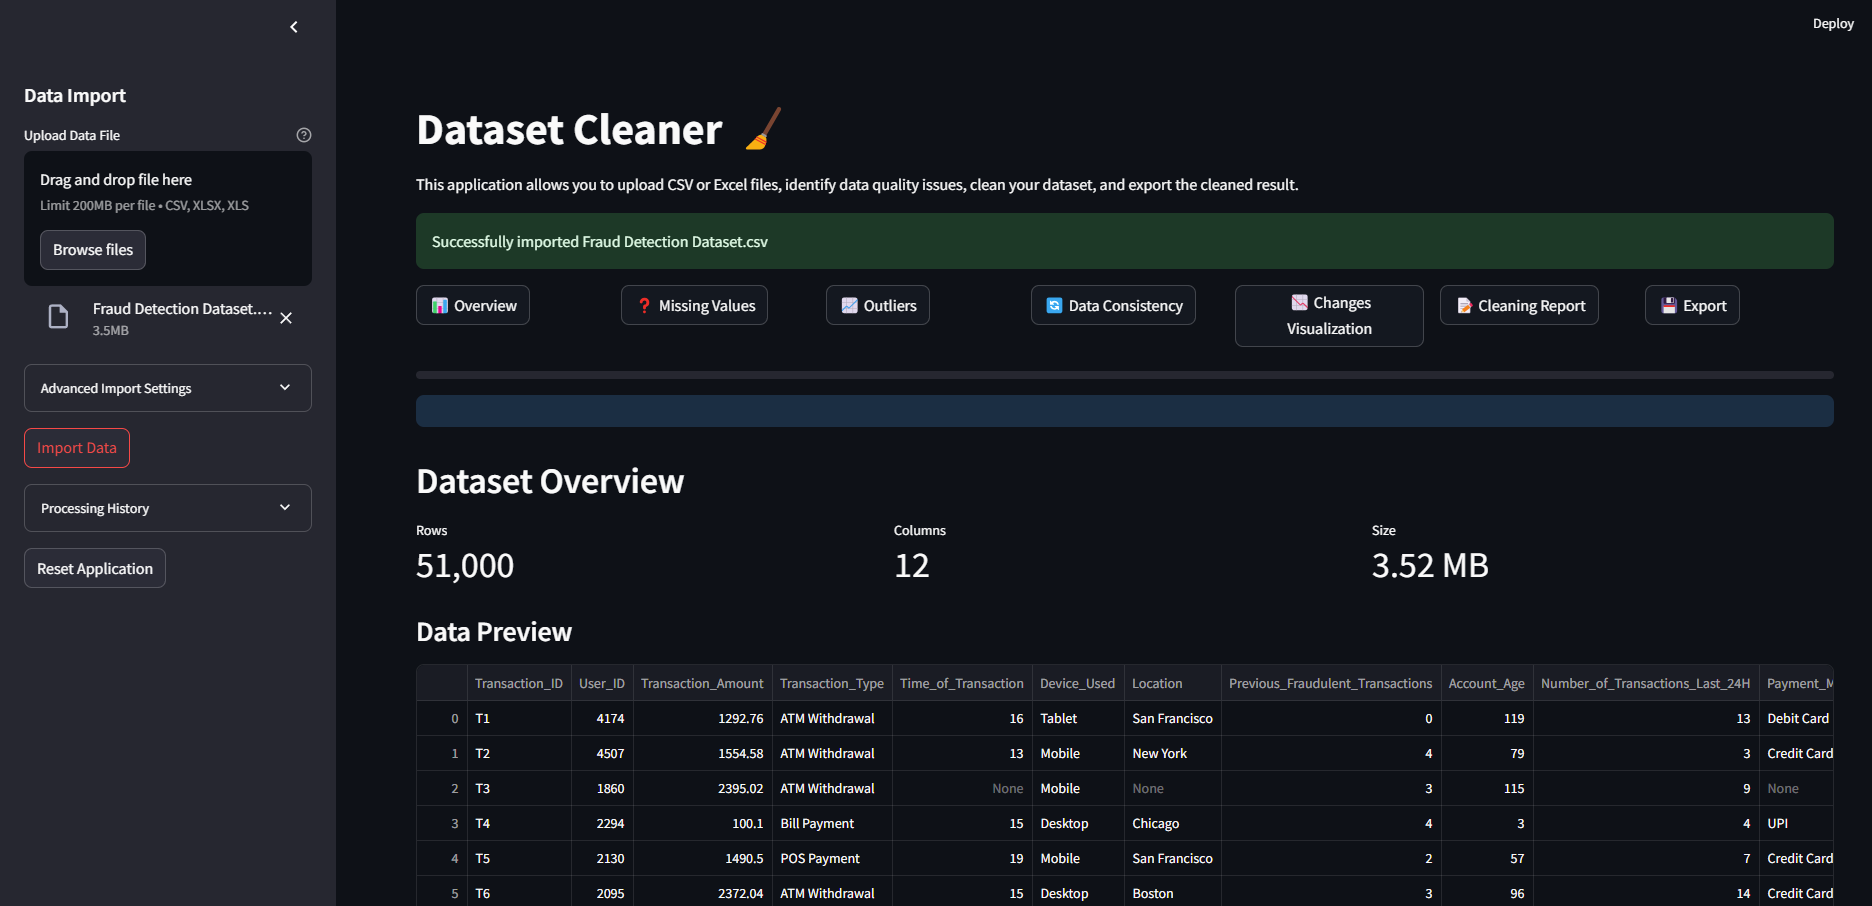 Deploy
Data Import
Upload Data File
Drag and drop file here
Limit 200MB per file • CSV, XLSX, XLS
Browse files
Fraud Detection Dataset....
3.5MB
Advanced Import Settings
Import Data
Processing History
Reset Application
Dataset Cleaner
This application allows you to upload CSV or Excel files, identify data quality issues, clean your dataset, and export the cleaned result.
Successfully imported Fraud Detection Dataset.csv
Overview
Missing Values
Outliers
Data Consistency
Changes
Visualization
Cleaning Report
Export
Dataset Overview
Rows Columns Size
51,000 12 3.52 MB
Data Preview
Transaction_ID User_ID Transaction_Amount Transaction_Type Time_of_Transaction Device_Used Location Previous_Fraudulent_Transactions Account_Age Number_of_Transactions_Last_24H Payment_M
0 T1 4174 1292.76 ATM Withdrawal 16 Tablet San Francisco 0 119 13 Debit Card
1 T2 4507 1554.58 ATM Withdrawal 13 Mobile New York 4 79 3 Credit Card
2 T3 1860 2395.02 ATM Withdrawal None Mobile None 3 115 9 None
3 T4 2294 100.1 Bill Payment 15 Desktop Chicago 4 3 4 UPI
4 T5 2130 1490.5 POS Payment 19 Mobile San Francisco 2 57 7 Credit Card
5 T6 2095 2372.04 ATM Withdrawal 15 Desktop Boston 3 96 14 Credit Card